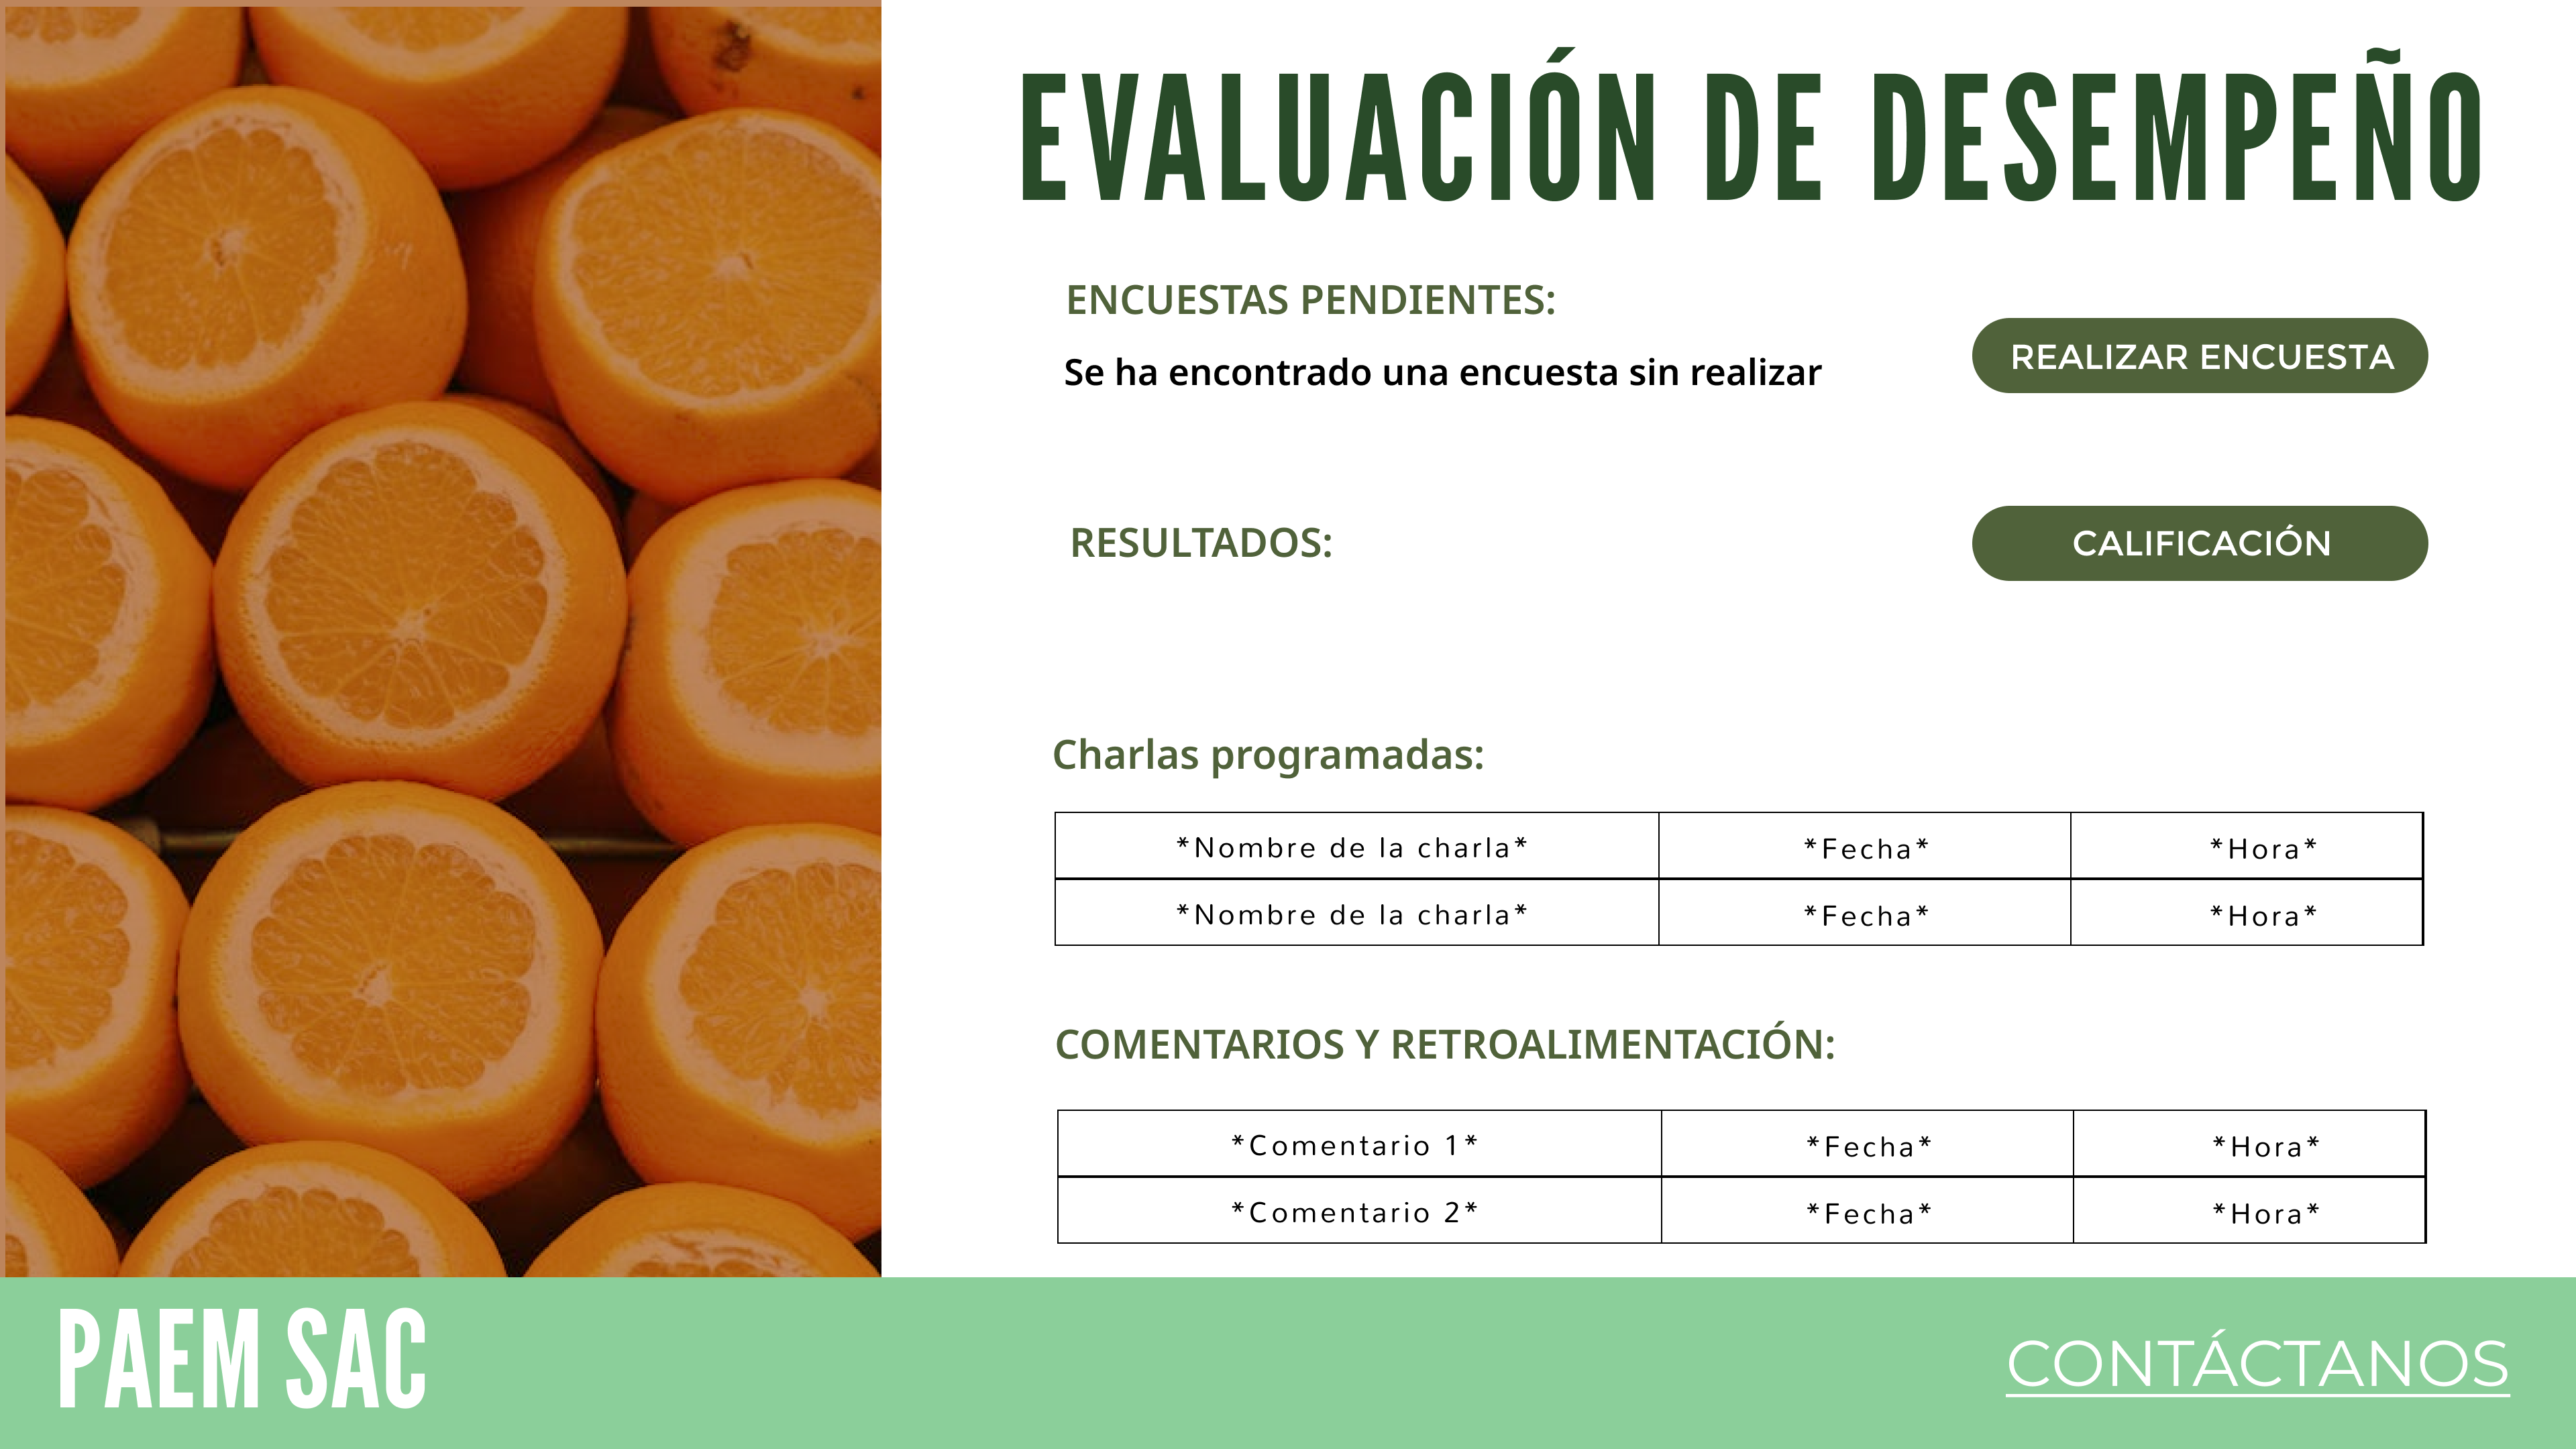 EVALUACIÓN DE DESEMPEÑO
ENCUESTAS PENDIENTES:
Se ha encontrado una encuesta sin realizar
REALIZAR ENCUESTA
RESULTADOS:
CALIFICACIÓN
Charlas programadas:
*Nombre de la charla* *Fecha* *Hora*
*Nombre de la charla* *Fecha* *Hora*
COMENTARIOS Y RETROALIMENTACIÓN:
*Comentario 1* *Fecha* *Hora*
*Comentario 2* *Fecha* *Hora*
PAEM SAC
CONTÁCTANOS